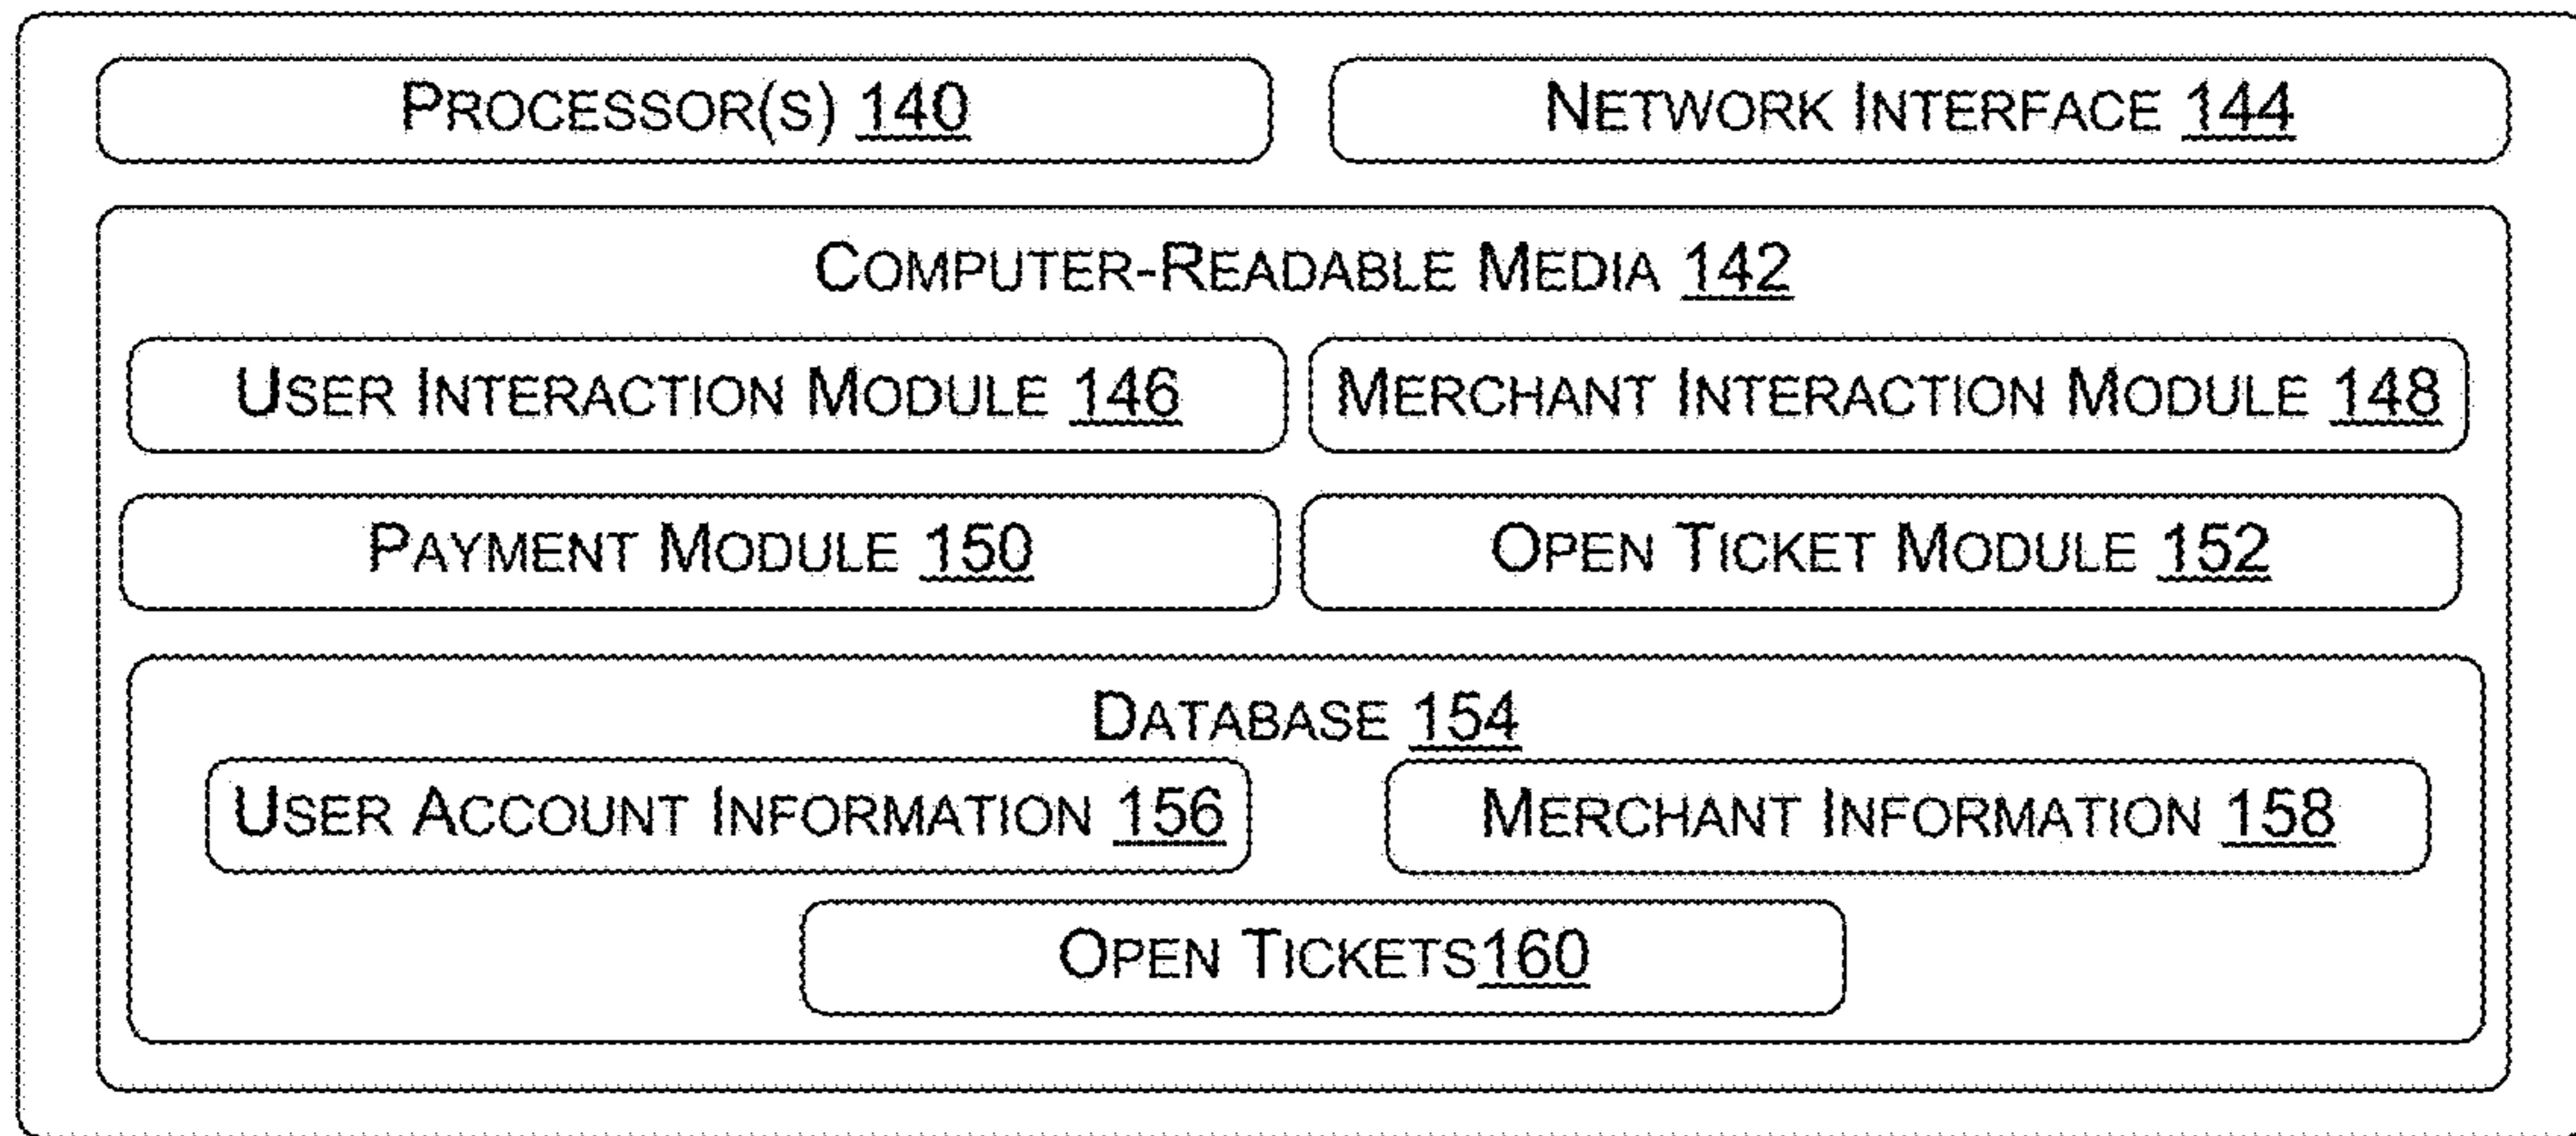 PROCESSOR(S) 140
NETWORK INTERFACE 144
COMPUTER-READABLE MEDIA 142
USER INTERACTION MODULE 146
MERCHANT INTERACTION MODULE 148
PAYMENT MODULE 150
OPEN TICKET MODULE 152
DATABASE 154
USER ACCOUNT INFORMATION 156
MERCHANT INFORMATION 158
OPEN TICKETS160